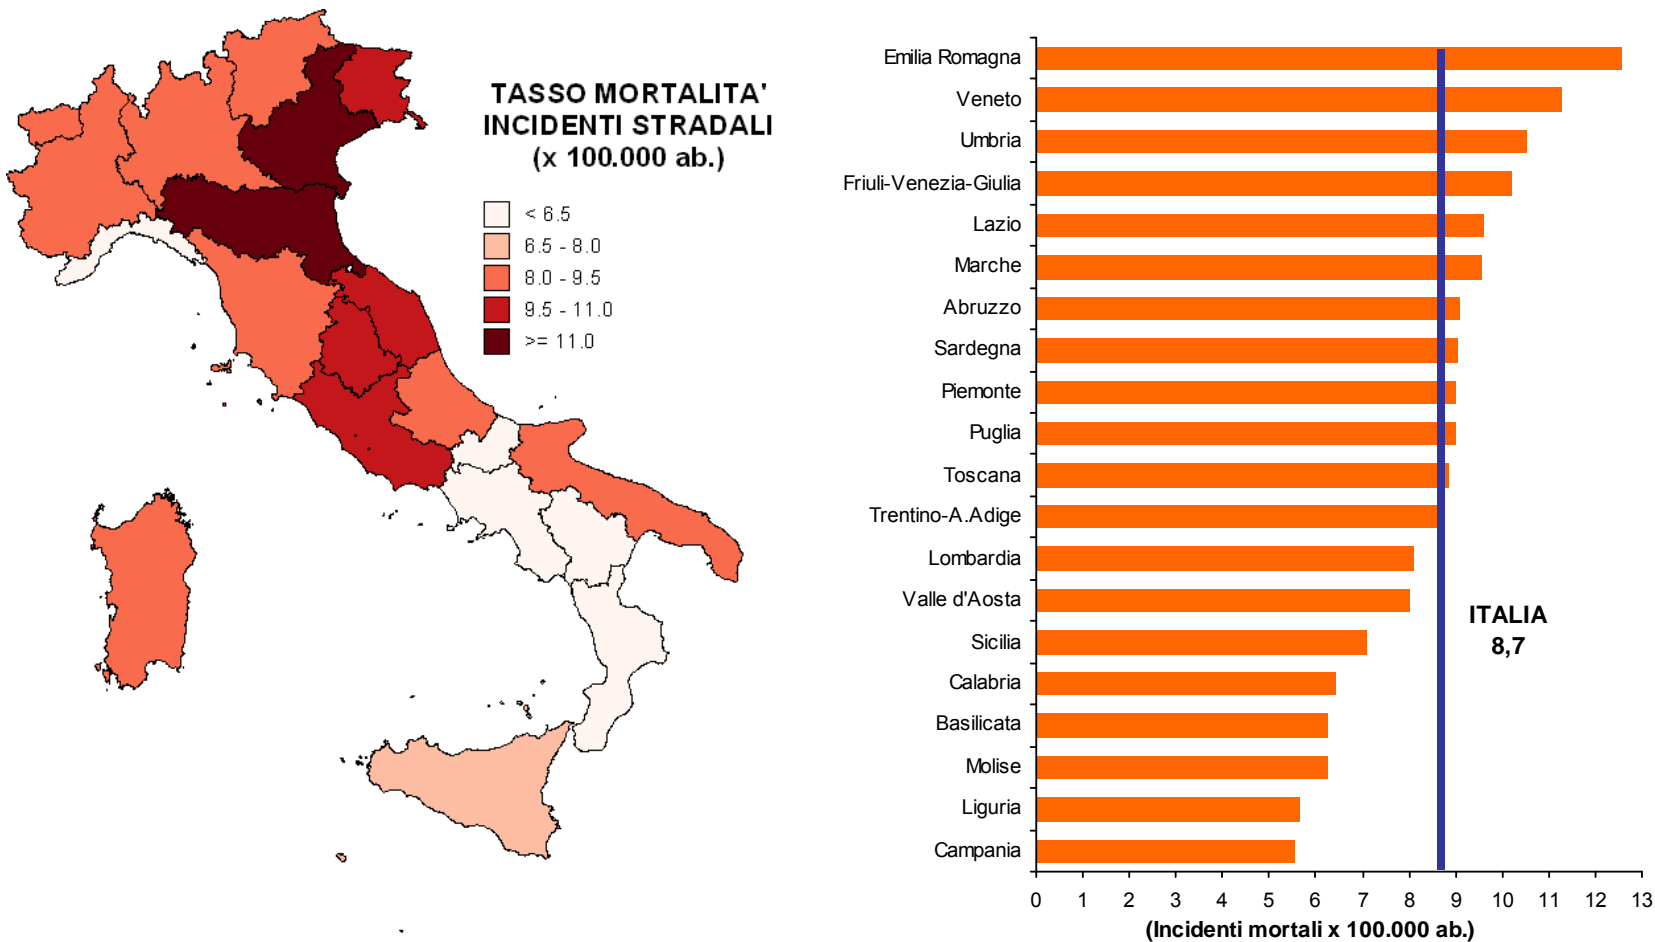 TASSO MORTALITA'
INCIDENTI STRADALI
(x 100.000 ab.)
< 6.5
6.5 - 8.0
8.0 - 9.5
9.5 - 11.0
>= 11.0
Emilia Romagna
Veneto
Umbria
Friuli-Venezia-Giulia
Lazio
Marche
Abruzzo
Sardegna
Piemonte
Puglia
Toscana
Trentino-A.Adige
Lombardia
Valle d'Aosta
Sicilia
Calabria
Basilicata
Molise
Liguria
Campania
ITALIA
8,7
0 1 2 3 4 5 6 7 8 9 10 11 12 13
(Incidenti mortali x 100.000 ab.)